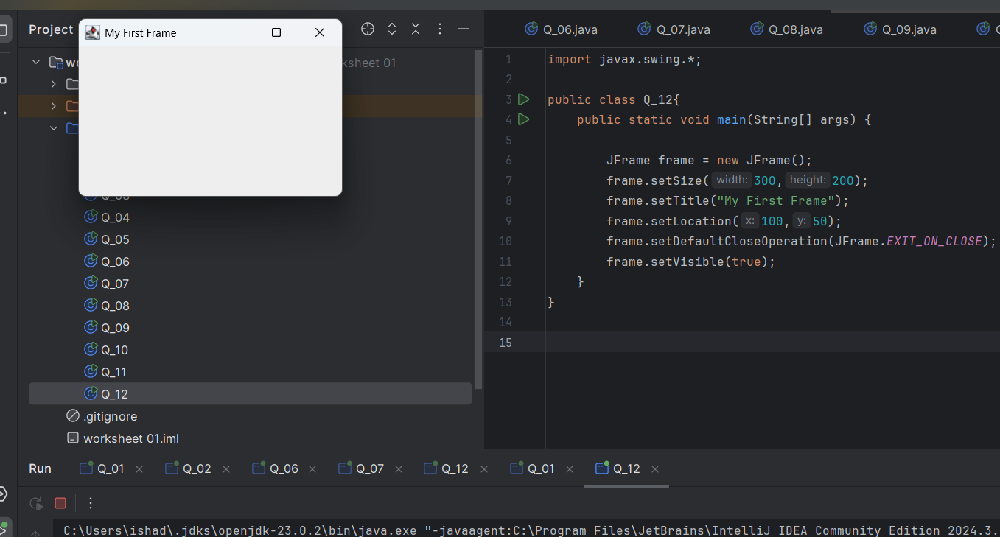 Project
My First Frame
ksheet 01
Q_04
Q_05
Q_06
Q_07
Q_08
Q_09
Q_10
Q_11
Q_12
.gitignore
worksheet 01.iml
Q_06.java Q_07.java Q_08.java Q_09.java
1 import javax.swing.*;
2
3 public class Q_12{
4 public static void main(String[] args) {
5
6 JFrame frame = new JFrame();
7 frame.setSize( width: 300, height: 200);
8 frame.setTitle("My First Frame");
9 frame.setLocation( x: 100, y: 50);
10 frame.setDefaultCloseOperation(JFrame.EXIT_ON_CLOSE);
11 frame.setVisible(true);
12 }
13 }
14
15
Run Q_01 Q_02 Q_06 Q_07 Q_12 Q_01 Q_12
C:\Users\ishad\.jdks\openjdk-23.0.2\bin\java.exe "-javaagent:C:\Program Files\JetBrains\IntelliJ IDEA Community Edition 2024.3.